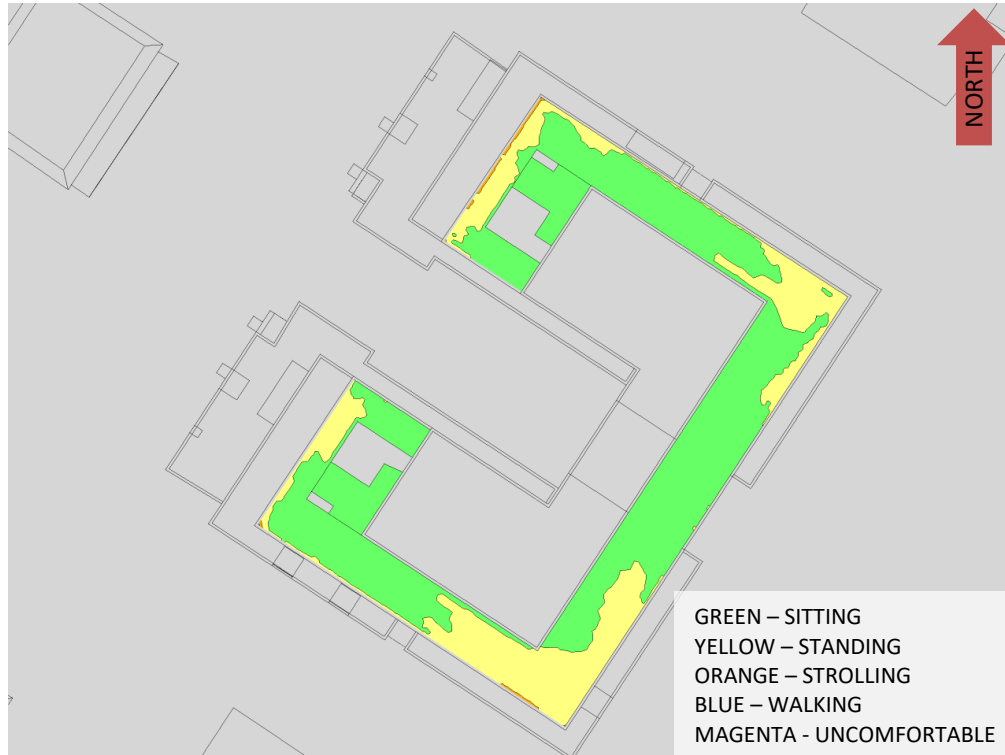 NORTH
GREEN – SITTING
YELLOW – STANDING
ORANGE – STROLLING
BLUE – WALKING
MAGENTA - UNCOMFORTABLE